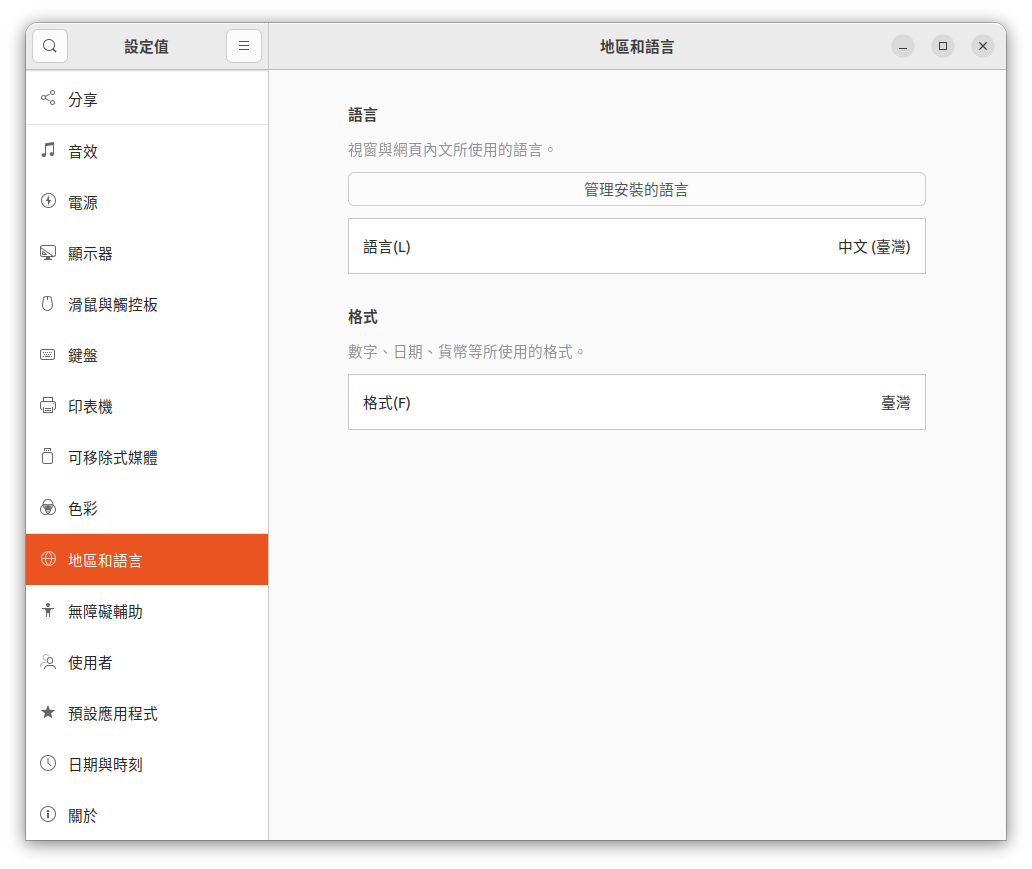 設定值
地區和語言
分享
音效
電源
顯示器
滑鼠與觸控板
鍵盤
印表機
可移除式媒體
色彩
地區和語言
無障礙輔助
使用者
預設應用程式
日期與時刻
關於
語言
視窗與網頁內文所使用的語言。
管理安裝的語言
語言(L) 中文 (臺灣)
格式
數字、日期、貨幣等所使用的格式。
格式(F) 臺灣